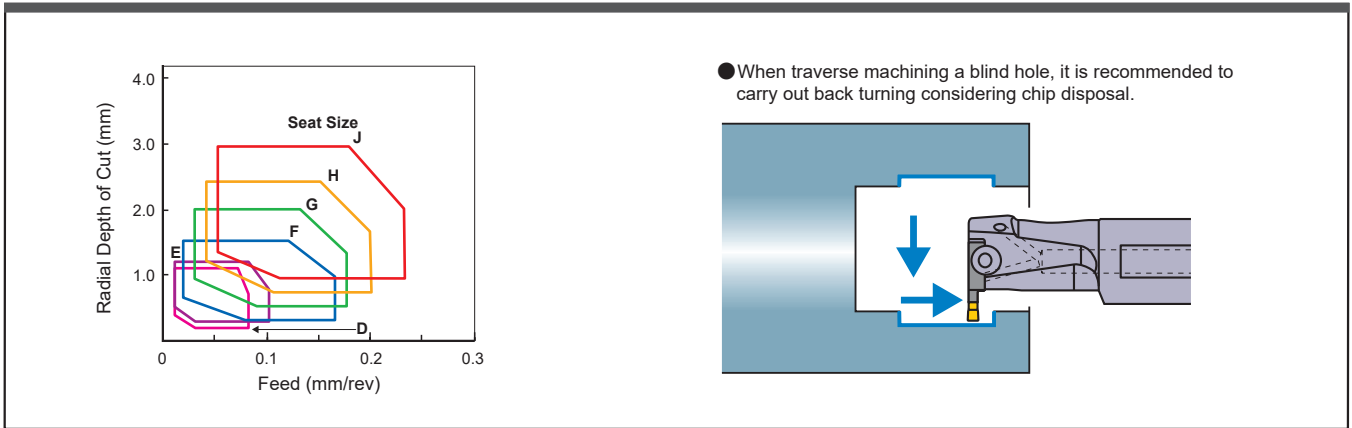 4.0
3.0
2.0
1.0
0
0.1
0.2
0.3
Radial Depth of Cut (mm)
Feed (mm/rev)
Seat Size
J
H
G
F
E
D
●When traverse machining a blind hole, it is recommended to
carry out back turning considering chip disposal.